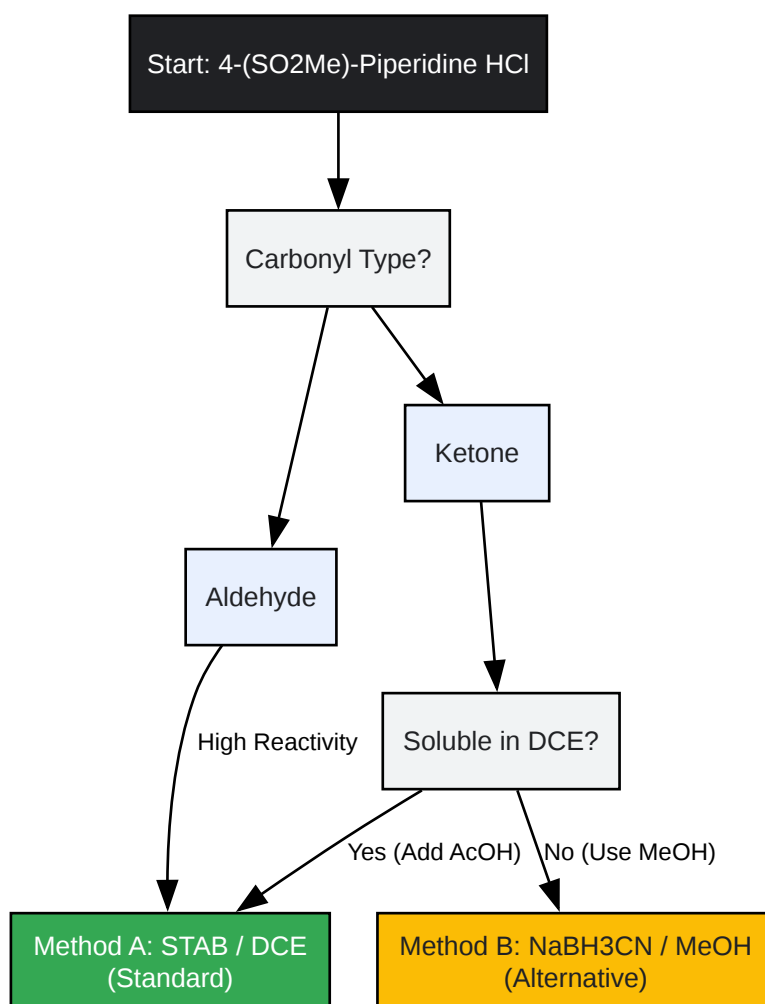 Start: 4-(SO2Me)-Piperidine HCl
Carbonyl Type?
Ketone
Aldehyde
Soluble in DCE?
High Reactivity
Yes (Add AcOH)
No (Use MeOH)
Method A: STAB / DCE
(Standard)
Method B: NaBH3CN / MeOH
(Alternative)